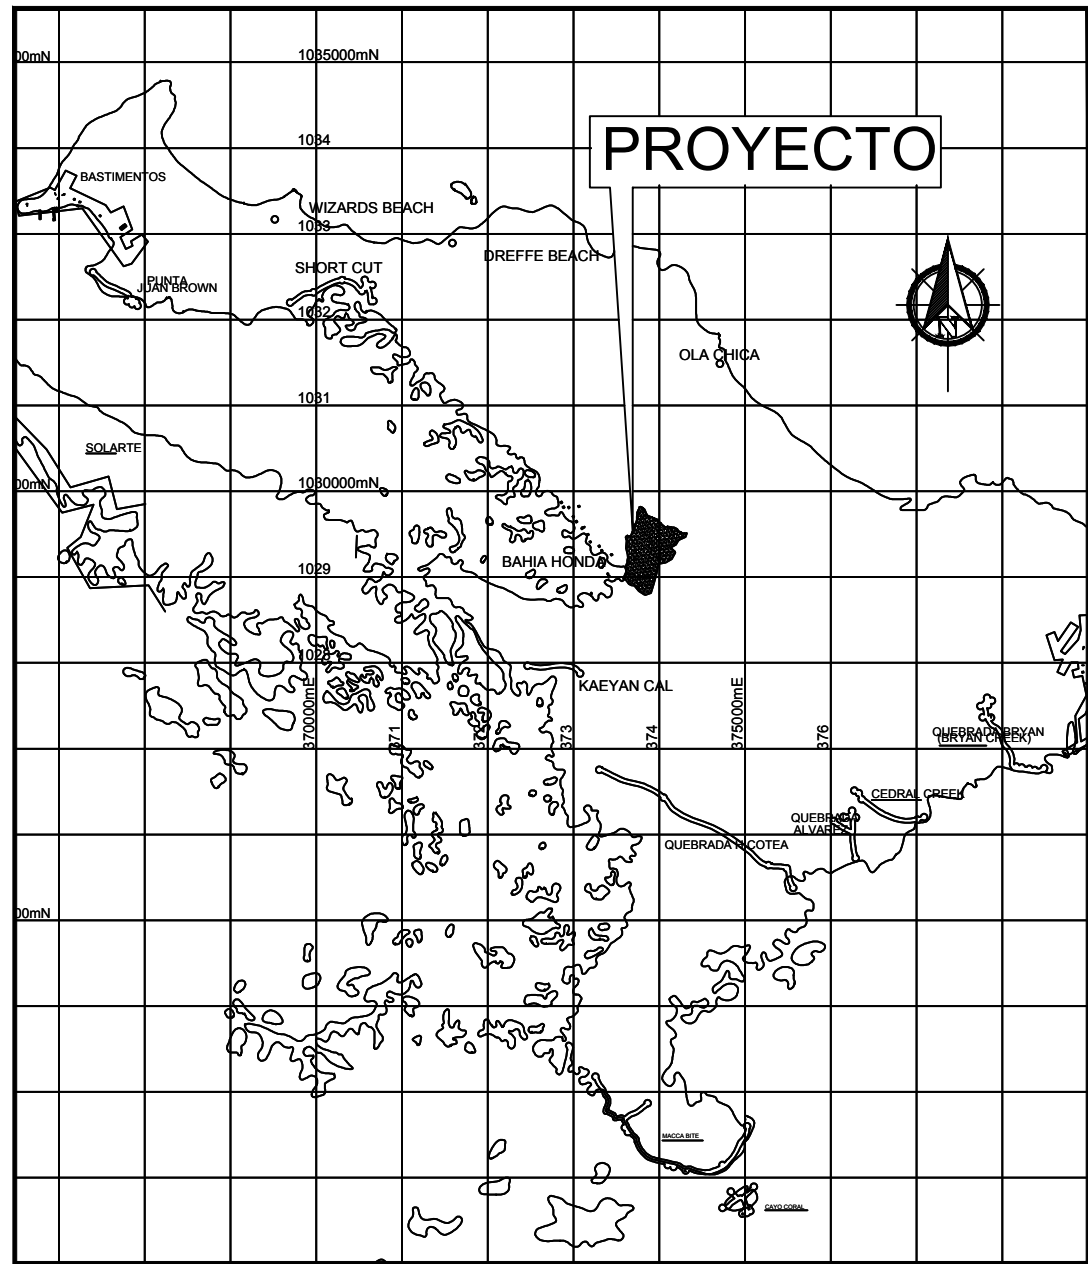 00mN
1035000mN
1034
PROYECTO
BASTIMENTOS
WIZARDS BEACH
1033
DREFFE BEACH
SHORT CUT
PUNTA
JUAN BROWN
1032
N
OLA CHICA
1031
SOLARTE
00mN
1030000mN
BAHIA HONDA
1029
1028
KAEYAN CAL
370000mE
371
372
373
374
375000mE
376
QUEBRADA BRYAN
(BRYAN CREEK)
CEDRAL CREEK
QUEBRADA
ALVAREZ
QUEBRADA RICOTEA
00mN
MACCA BITE
CAYO CORAL